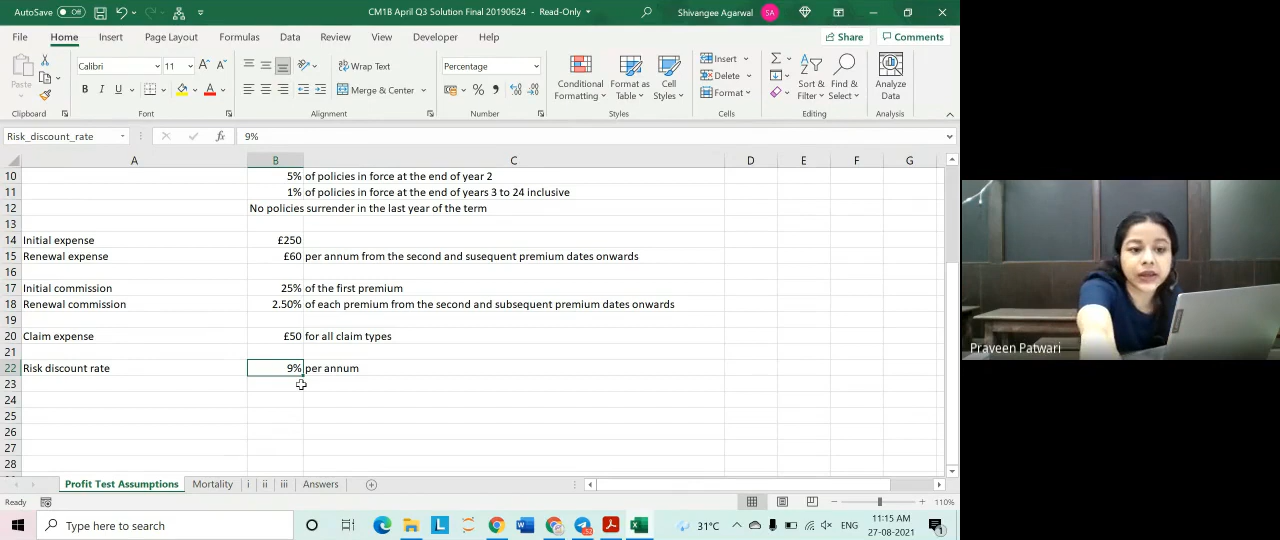 AutoSave Off CM1B April Q3 Solution Final 20190624 - Read-Only Shivangee Agarwal SA
File Home Insert Page Layout Formulas Data Review View Developer Help Share Comments
Paste Calibri 11 Wrap Text Percentage Conditional Formatting Format as Table Cell Styles Insert Sort & Filter Find & Select Analyze Data
B I U A Merge & Center % Delete
Format
Clipboard Font Alignment Number Styles Cells Editing Analysis
Risk_discount_rate fx 9%
A B C D E F G
10 5% of policies in force at the end of year 2
11 1% of policies in force at the end of years 3 to 24 inclusive
12 No policies surrender in the last year of the term
13
14 Initial expense £250
15 Renewal expense £60 per annum from the second and susequent premium dates onwards
16
17 Initial commission 25% of the first premium
18 Renewal commission 2.50% of each premium from the second and subsequent premium dates onwards
19
20 Claim expense £50 for all claim types
21
22 Risk discount rate 9% per annum
23
24
25
26
27
28
Profit Test Assumptions Mortality i ii iii Answers
Ready 110%
Type here to search 31°C ENG 11:15 AM
27-08-2021 1
Praveen Patwari